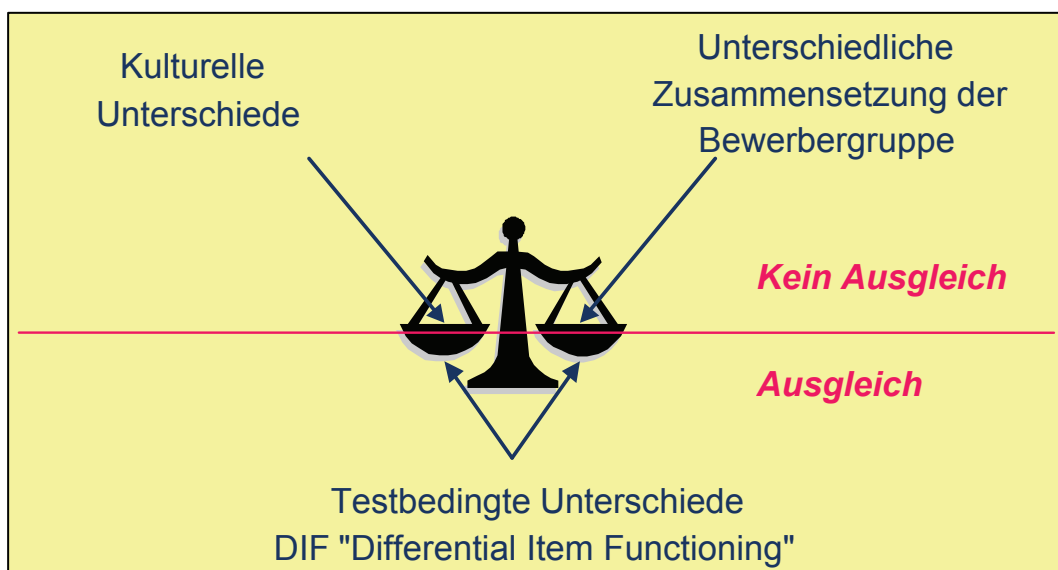 Kulturelle
Unterschiede
Unterschiedliche
Zusammensetzung der
Bewerbergruppe
Kein Ausgleich
Ausgleich
Testbedingte Unterschiede
DIF "Differential Item Functioning"